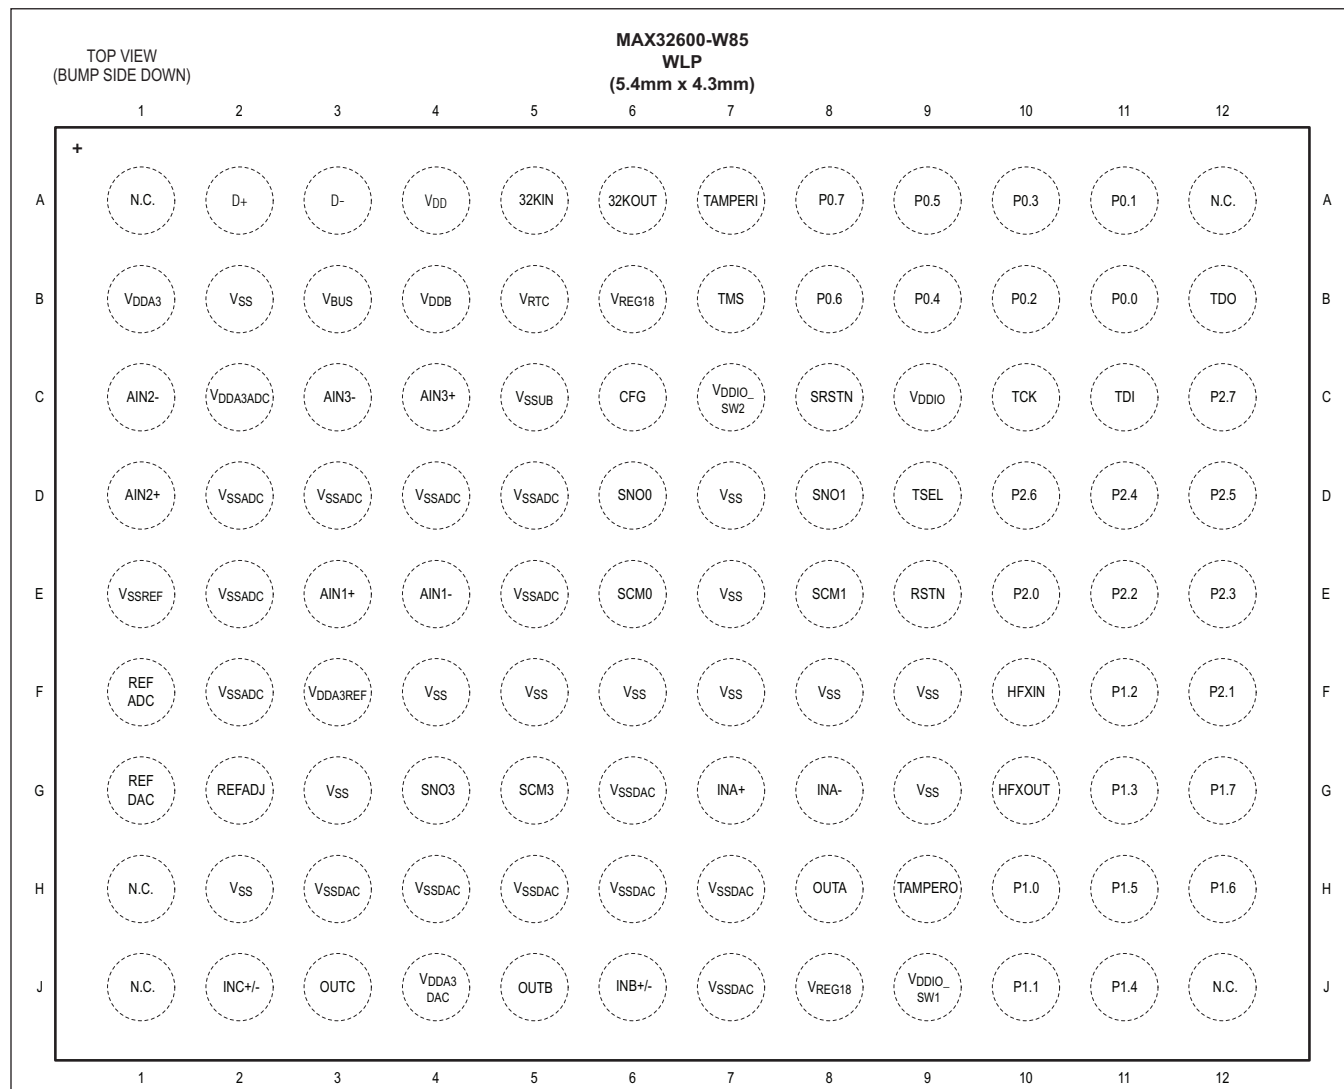 MAX32600-W85
WLP
(5.4mm x 4.3mm)
TOP VIEW
(BUMP SIDE DOWN)
1 2 3 4 5 6 7 8 9 10 11 12
+
A N.C. D+ D- VDD 32KIN 32KOUT TAMPERI P0.7 P0.5 P0.3 P0.1 N.C. A
B VDDA3 VSS VBUS VDDB VRTC VREG18 TMS P0.6 P0.4 P0.2 P0.0 TDO B
C AIN2- VDDA3ADC AIN3- AIN3+ VSSUB CFG VDDIO_ SW2 SRSTN VDDIO TCK TDI P2.7 C
D AIN2+ VSSADC VSSADC VSSADC VSSADC SNO0 VSS SNO1 TSEL P2.6 P2.4 P2.5 D
E VSSREF VSSADC AIN1+ AIN1- VSSADC SCM0 VSS SCM1 RSTN P2.0 P2.2 P2.3 E
F REF ADC VSSADC VDDA3REF VSS VSS VSS VSS VSS VSS HFXIN P1.2 P2.1 F
G REF DAC REFADJ VSS SNO3 SCM3 VSSDAC INA+ INA- VSS HFXOUT P1.3 P1.7 G
H N.C. VSS VSSDAC VSSDAC VSSDAC VSSDAC VSSDAC OUTA TAMPERO P1.0 P1.5 P1.6 H
J N.C. INC+/- OUTC VDDA3 DAC OUTB INB+/- VSSDAC VREG18 VDDIO_ SW1 P1.1 P1.4 N.C. J
1 2 3 4 5 6 7 8 9 10 11 12